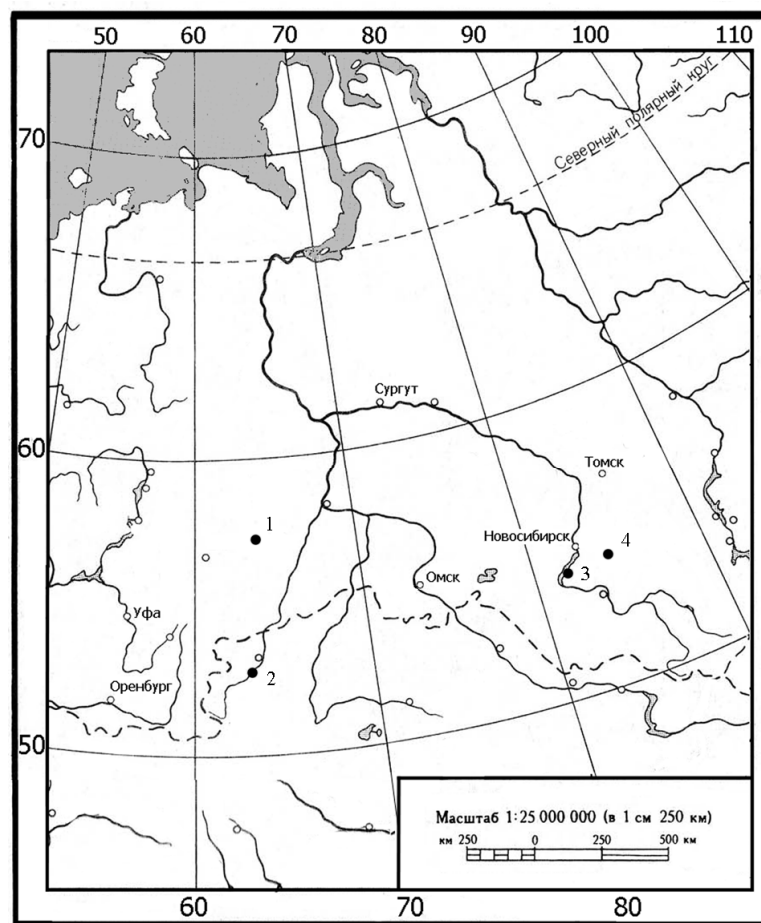 50 60 70 80 90 100 110
70
Северный полярный круг
Сургут
60
Томск
1
Новосибирск
4
3
Омск
Уфа
2
Оренбург
50
Масштаб 1:25 000 000 (в 1 см 250 км)
км 250 0 250 500 км
60 70 80